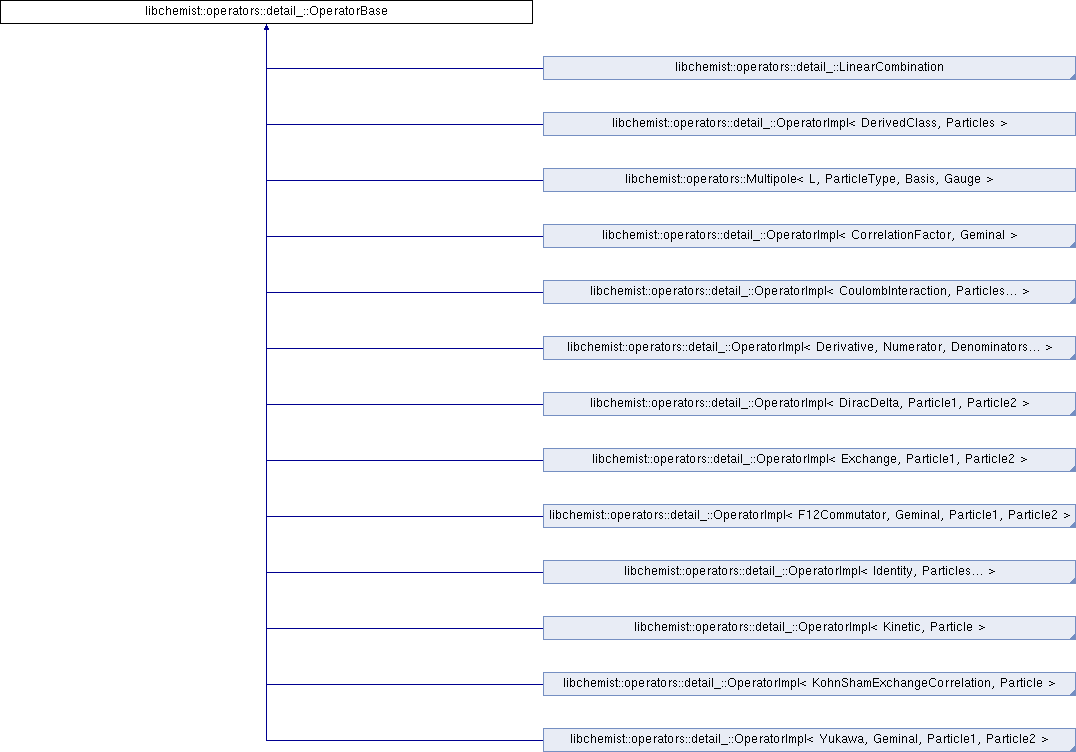 libchemist::operators::detail_::OperatorBase
libchemist::operators::detail_::LinearCombination
libchemist::operators::detail_::OperatorImpl< DerivedClass, Particles >
libchemist::operators::Multipole< L, ParticleType, Basis, Gauge >
libchemist::operators::detail_::OperatorImpl< CorrelationFactor, Geminal >
libchemist::operators::detail_::OperatorImpl< CoulombInteraction, Particles... >
libchemist::operators::detail_::OperatorImpl< Derivative, Numerator, Denominators... >
libchemist::operators::detail_::OperatorImpl< DiracDelta, Particle1, Particle2 >
libchemist::operators::detail_::OperatorImpl< Exchange, Particle1, Particle2 >
libchemist::operators::detail_::OperatorImpl< F12Commutator, Geminal, Particle1, Particle2 >
libchemist::operators::detail_::OperatorImpl< Identity, Particles... >
libchemist::operators::detail_::OperatorImpl< Kinetic, Particle >
libchemist::operators::detail_::OperatorImpl< KohnShamExchangeCorrelation, Particle >
libchemist::operators::detail_::OperatorImpl< Yukawa, Geminal, Particle1, Particle2 >